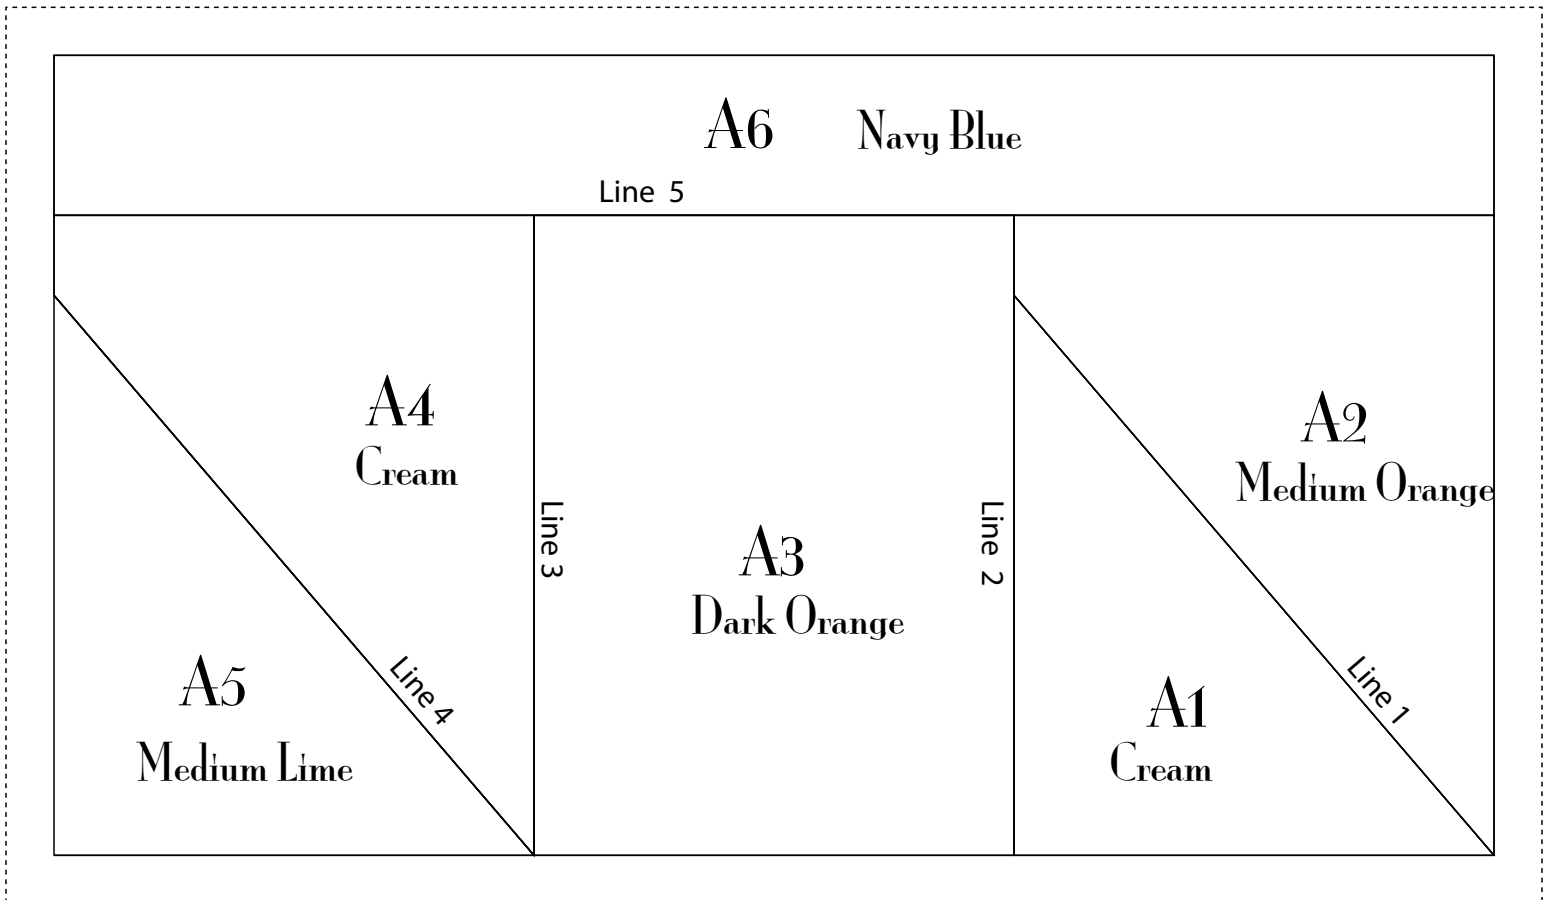 A6 Navy Blue
Line 5
A4
Cream
A2
Medium Orange
Line 3
Line 2
A3
Dark Orange
A5
Medium Lime
Line 4
Line 1
A1
Cream